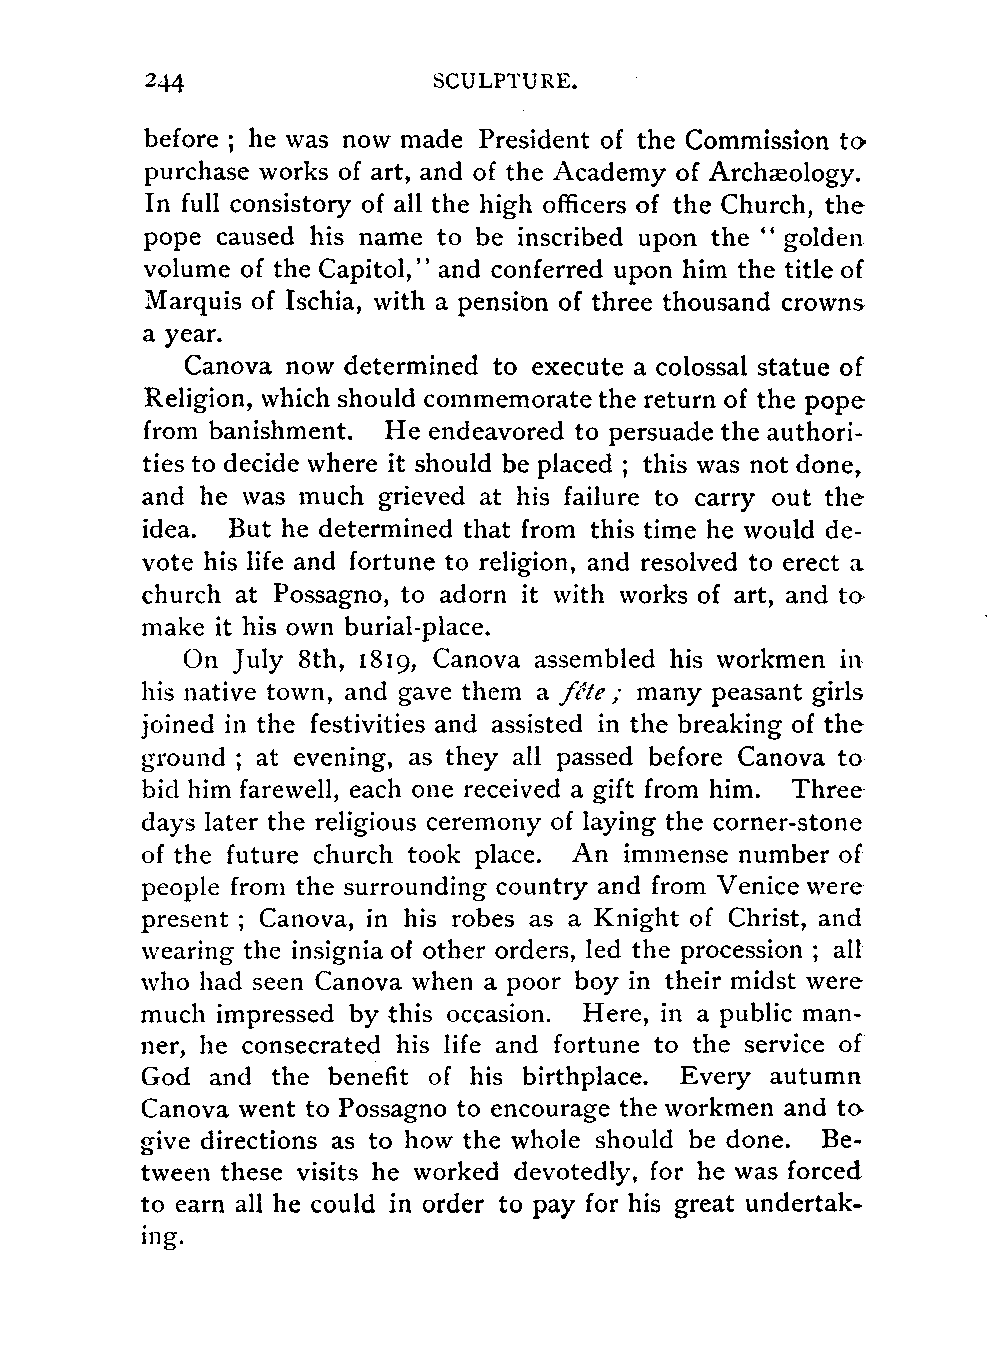 244 SCULPTURE.
before ; he was now made President of the Commission to
purchase works of art, and of the Academy of Archæology.
In full consistory of all the high officers of the Church, the
pope caused his name to be inscribed upon the “ golden
volume of the Capitol,” and conferred upon him the title of
Marquis of Ischia, with a pension of three thousand crowns
a year.
Canova now determined to execute a colossal statue of
Religion, which should commemorate the return of the pope
from banishment. He endeavored to persuade the authori-
ties to decide where it should be placed ; this was not done,
and he was much grieved at his failure to carry out the
idea. But he determined that from this time he would de-
vote his life and fortune to religion, and resolved to erect a
church at Possagno, to adorn it with works of art, and to
make it his own burial-place.
On July 8th, 1819, Canova assembled his workmen in
his native town, and gave them a fête ; many peasant girls
joined in the festivities and assisted in the breaking of the
ground ; at evening, as they all passed before Canova to
bid him farewell, each one received a gift from him. Three
days later the religious ceremony of laying the corner-stone
of the future church took place. An immense number of
people from the surrounding country and from Venice were
present ; Canova, in his robes as a Knight of Christ, and
wearing the insignia of other orders, led the procession ; all
who had seen Canova when a poor boy in their midst were
much impressed by this occasion. Here, in a public man-
ner, he consecrated his life and fortune to the service of
God and the benefit of his birthplace. Every autumn
Canova went to Possagno to encourage the workmen and to
give directions as to how the whole should be done. Be-
tween these visits he worked devotedly, for he was forced
to earn all he could in order to pay for his great undertak-
ing.